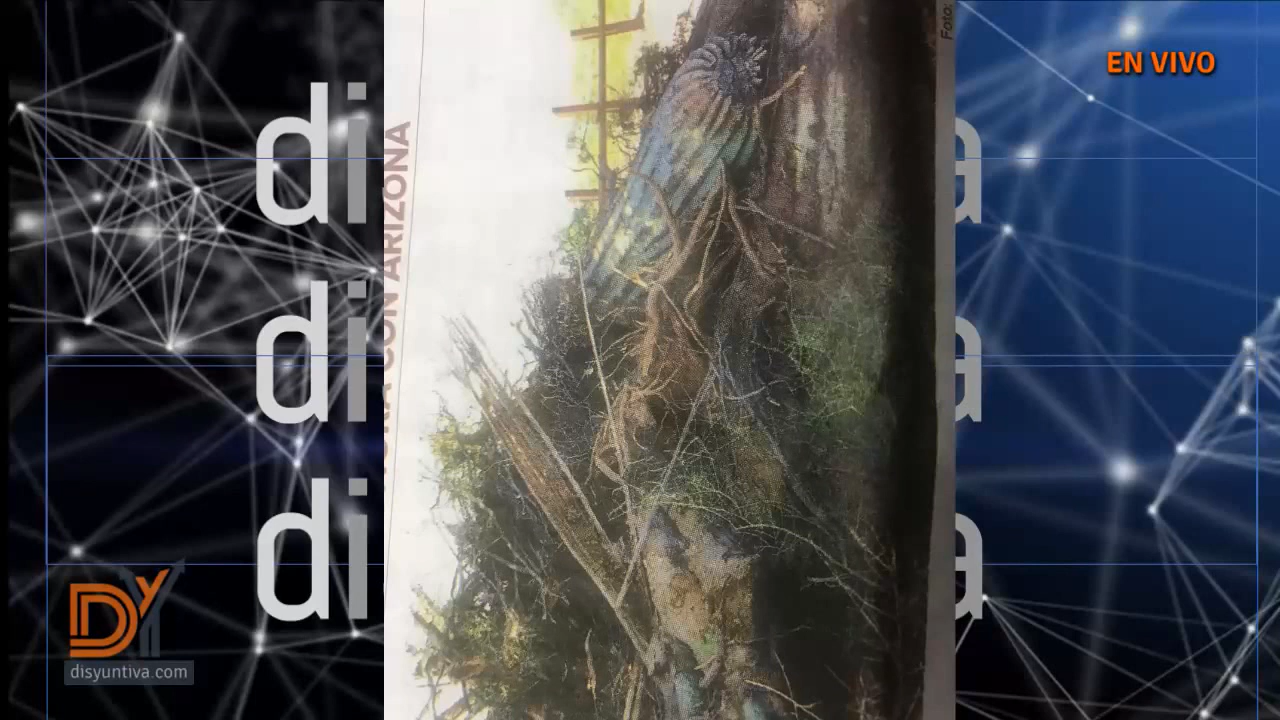 EN VIVO
di a
di a
di a
CON ARIZONA
Foto:
DY
disyuntiva.com